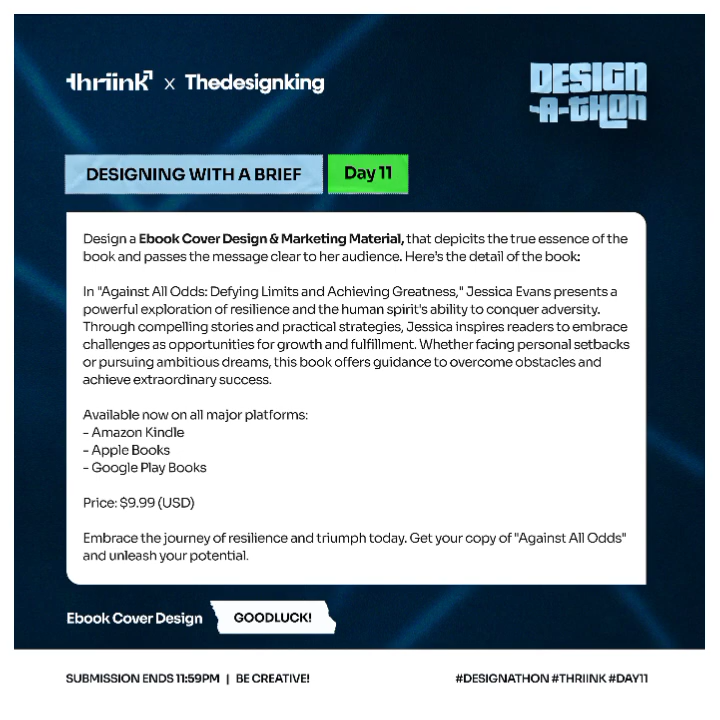 thriink x Thedesignking
DESIGN
-A-THON
DESIGNING WITH A BRIEF
Day 11
Design a Ebook Cover Design & Marketing Material, that depicits the true essence of the
book and passes the message clear to her audience. Here's the detail of the book:
In "Against All Odds: Defying Limits and Achieving Greatness," Jessica Evans presents a
powerful exploration of resilience and the human spirit's ability to conquer adversity.
Through compelling stories and practical strategies, Jessica inspires readers to embrace
challenges as opportunities for growth and fulfillment. Whether facing personal setbacks
or pursuing ambitious dreams, this book offers guidance to overcome obstacles and
achieve extraordinary success.
Available now on all major platforms:
- Amazon Kindle
- Apple Books
- Google Play Books
Price: $9.99 (USD)
Embrace the journey of resilience and triumph today. Get your copy of "Against All Odds"
and unleash your potential.
Ebook Cover Design
GOODLUCK!
SUBMISSION ENDS 11:59PM | BE CREATIVE!
#DESIGNATHON #THRIINK #DAY11